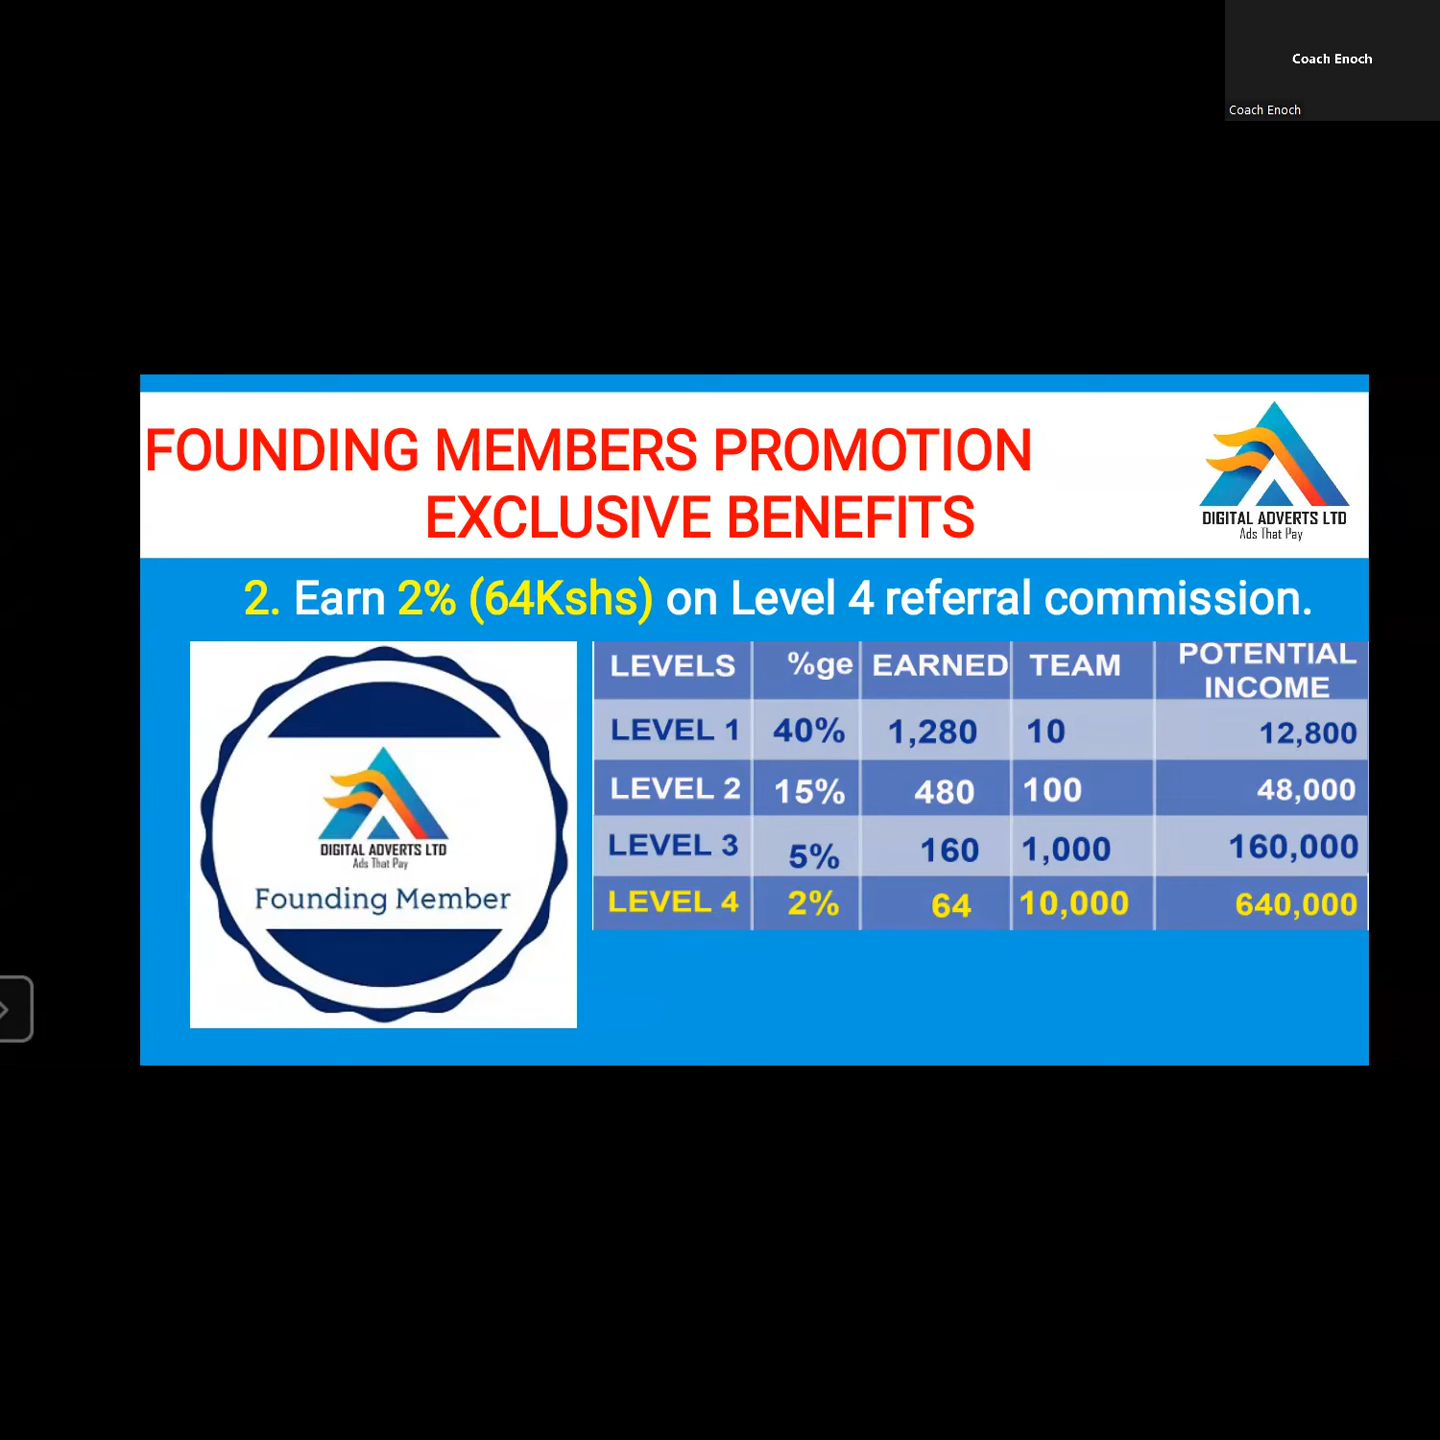 Coach Enoch
Coach Enoch
FOUNDING MEMBERS PROMOTION
EXCLUSIVE BENEFITS
DIGITAL ADVERTS LTD
Ads That Pay
2. Earn 2% (64Kshs) on Level 4 referral commission.
DIGITAL ADVERTS LTD
Ads That Pay
Founding Member
LEVELS %ge EARNED TEAM POTENTIAL INCOME
LEVEL 1 40% 1,280 10 12,800
LEVEL 2 15% 480 100 48,000
LEVEL 3 5% 160 1,000 160,000
LEVEL 4 2% 64 10,000 640,000